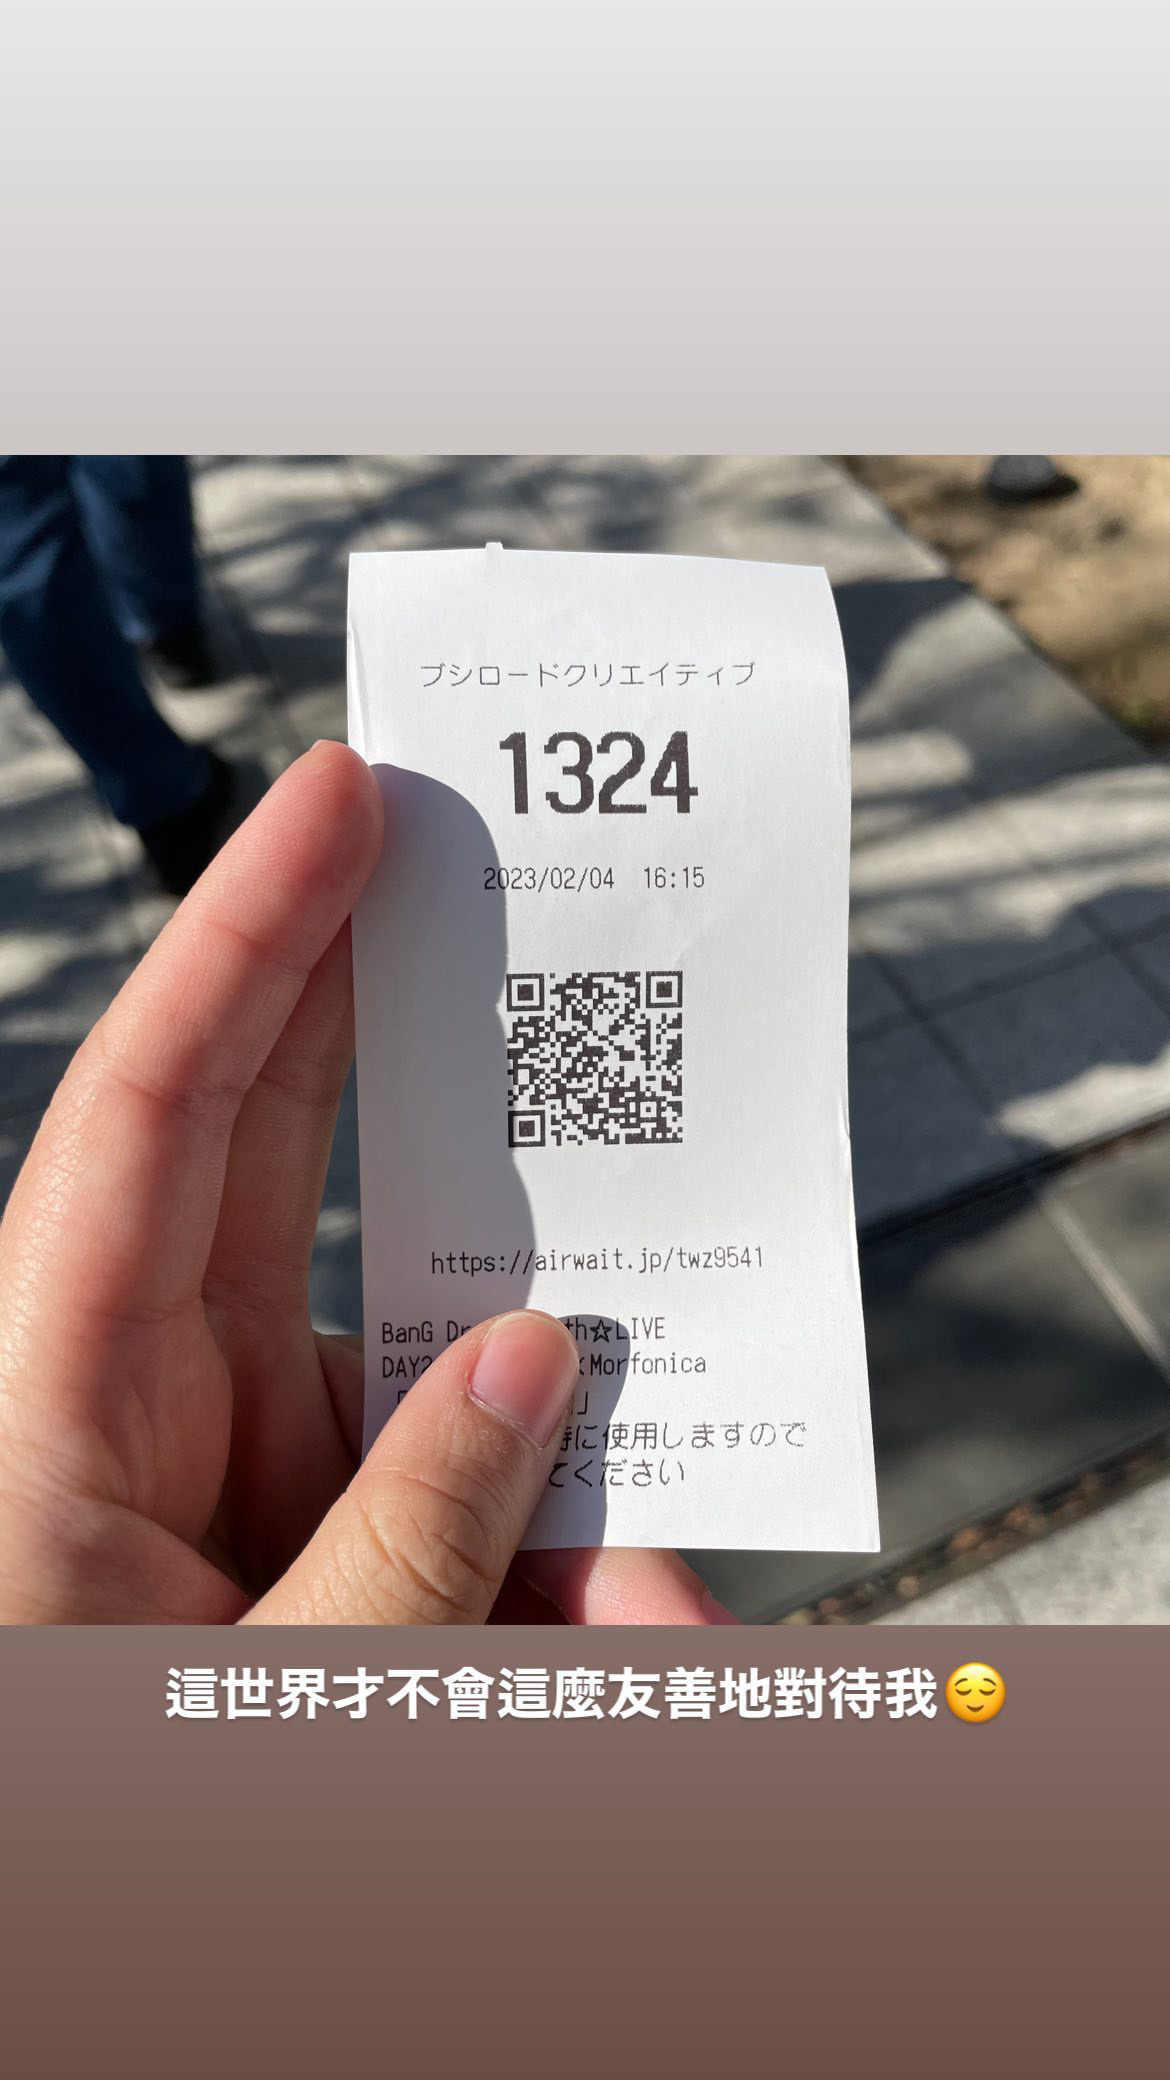 ブシロードクリエイティブ
1324
2023/02/04 16:15
https://airwait.jp/twz9541
BanG th☆LIVE
Morfonica
」
に使用しますので
てください
這世界才不會這麼友善地對待我😌